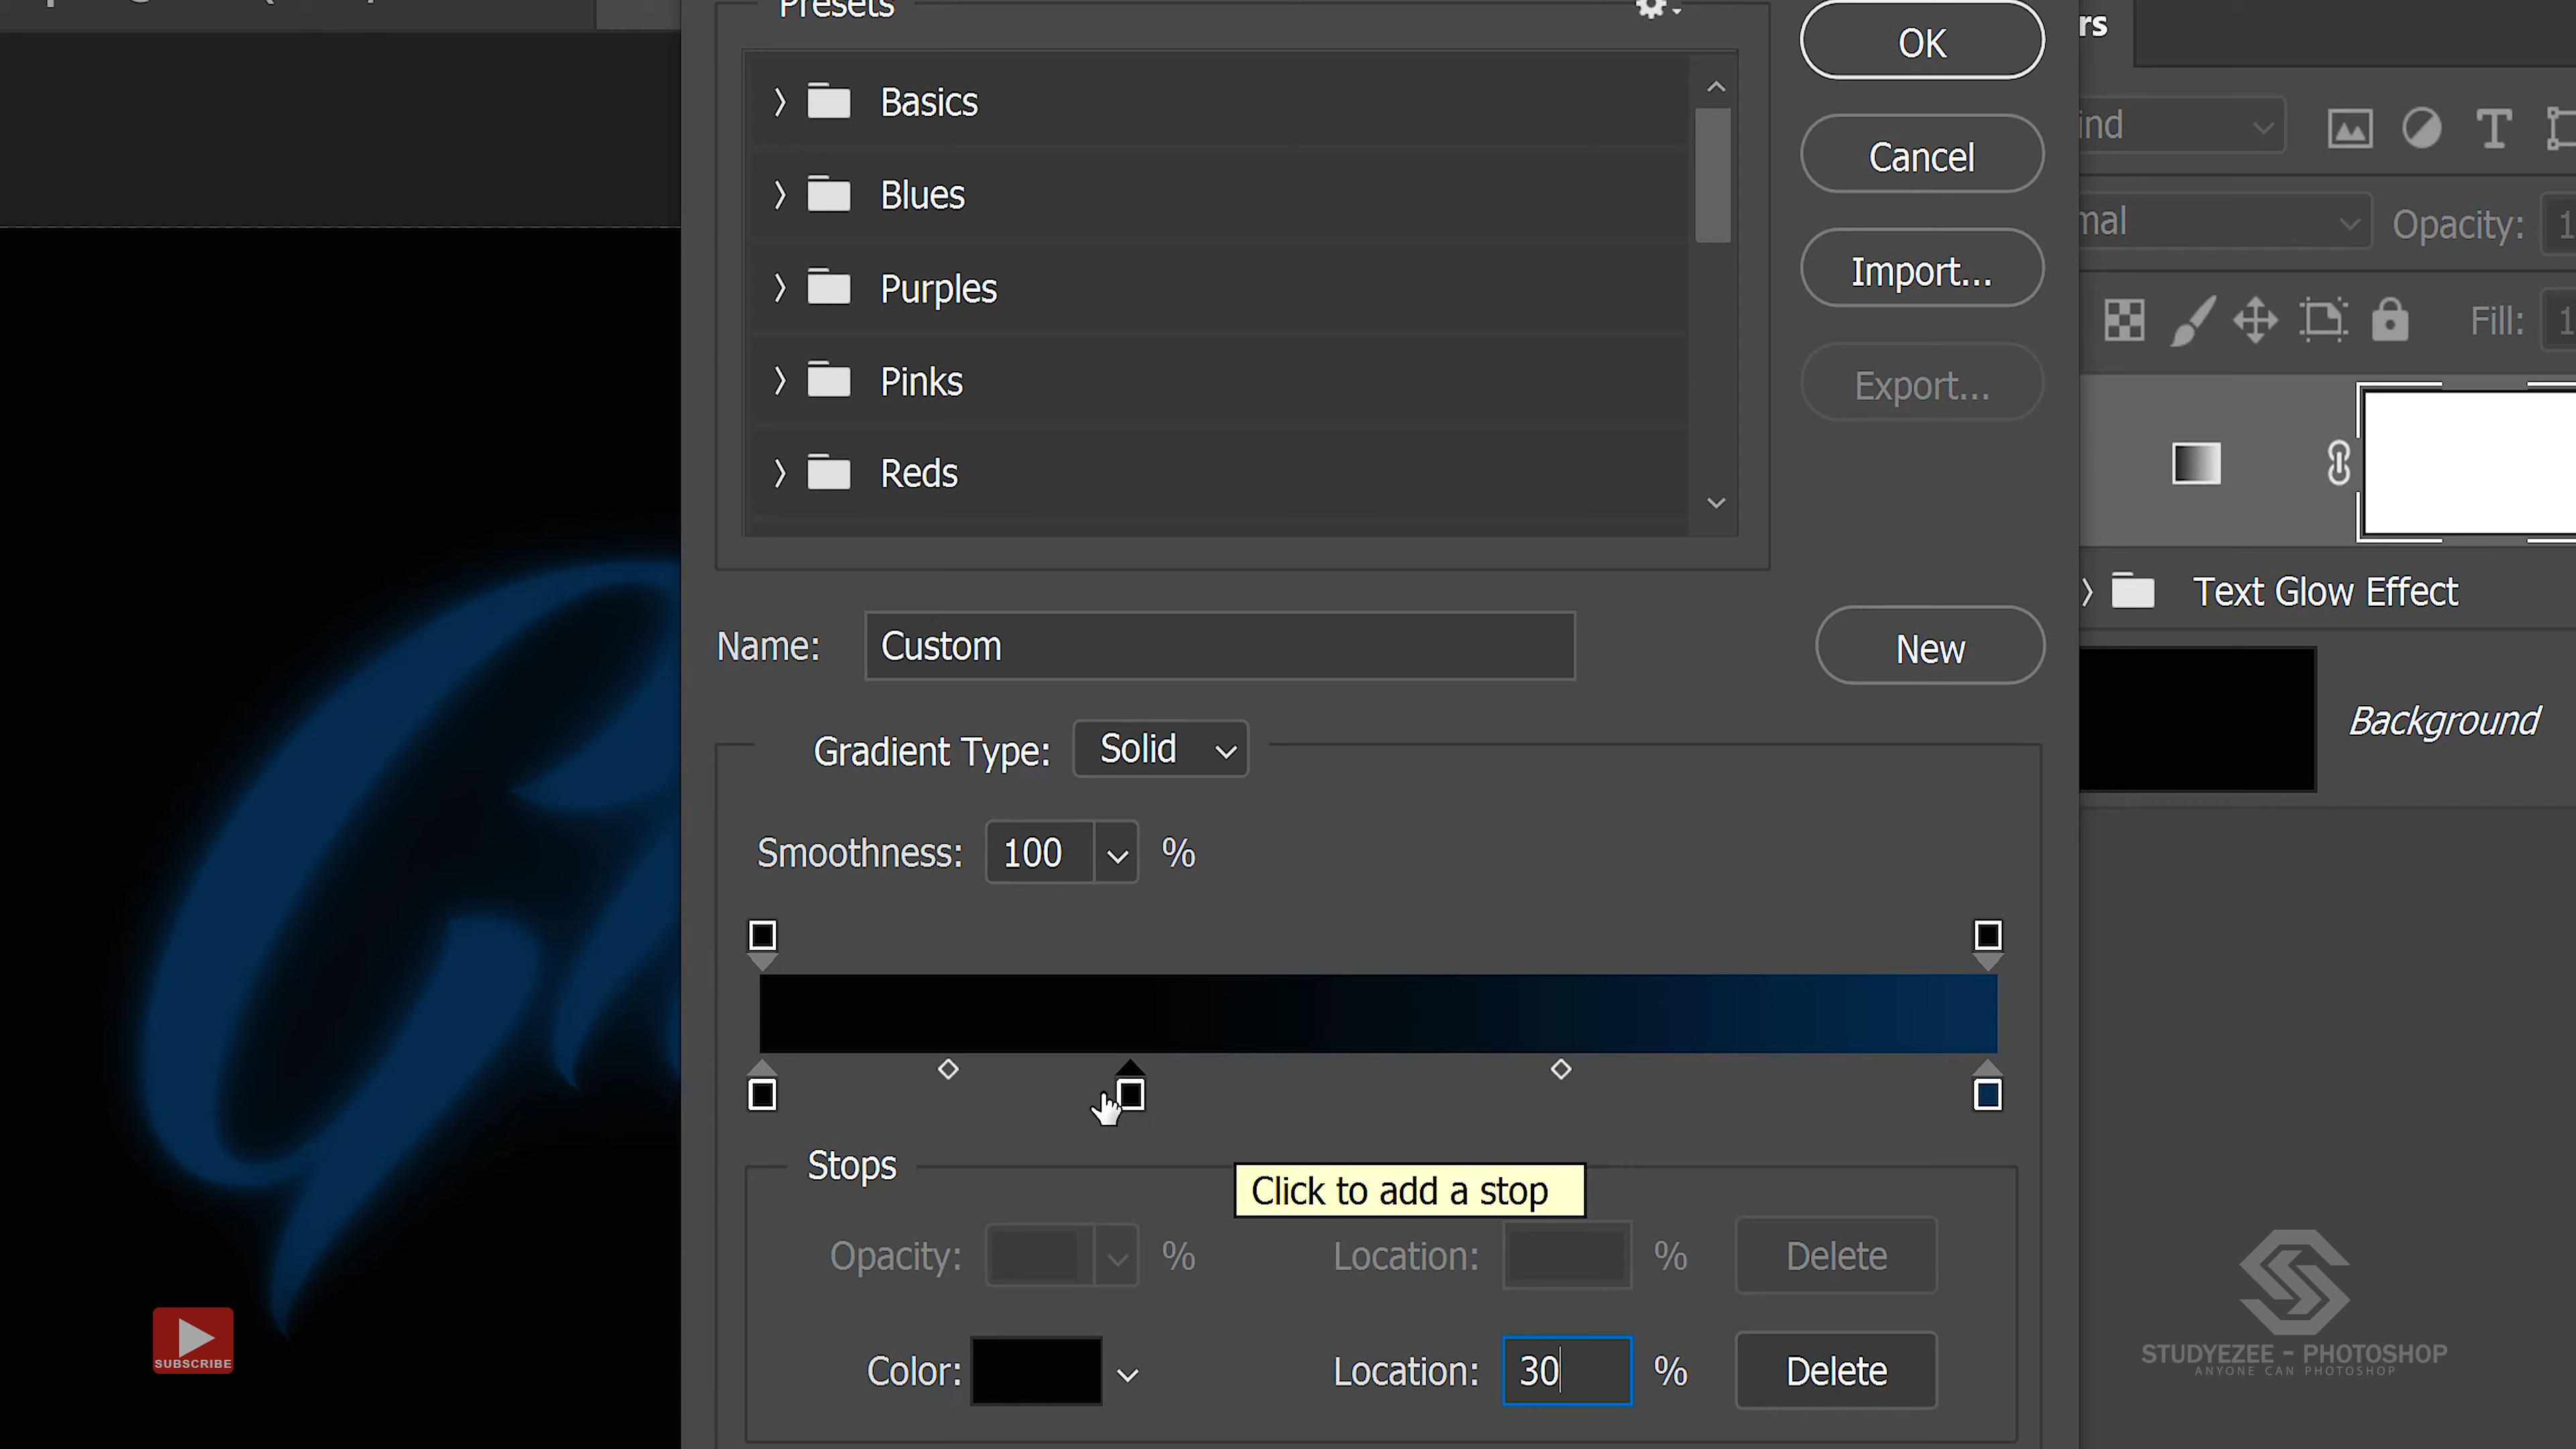 Presets
OK
rs
Basics
Cancel
ind
Blues
mal
Opacity:
1
Purples
Import...
Fill:
1
Pinks
Export...
Reds
Text Glow Effect
Name:
Custom
New
Background
Gradient Type:
Solid
Smoothness:
100
%
Stops
Click to add a stop
Opacity:
%
Location:
%
Delete
SUBSCRIBE
STUDYEZEE - PHOTOSHOP
ANYONE CAN PHOTOSHOP
Color:
Location:
30
%
Delete